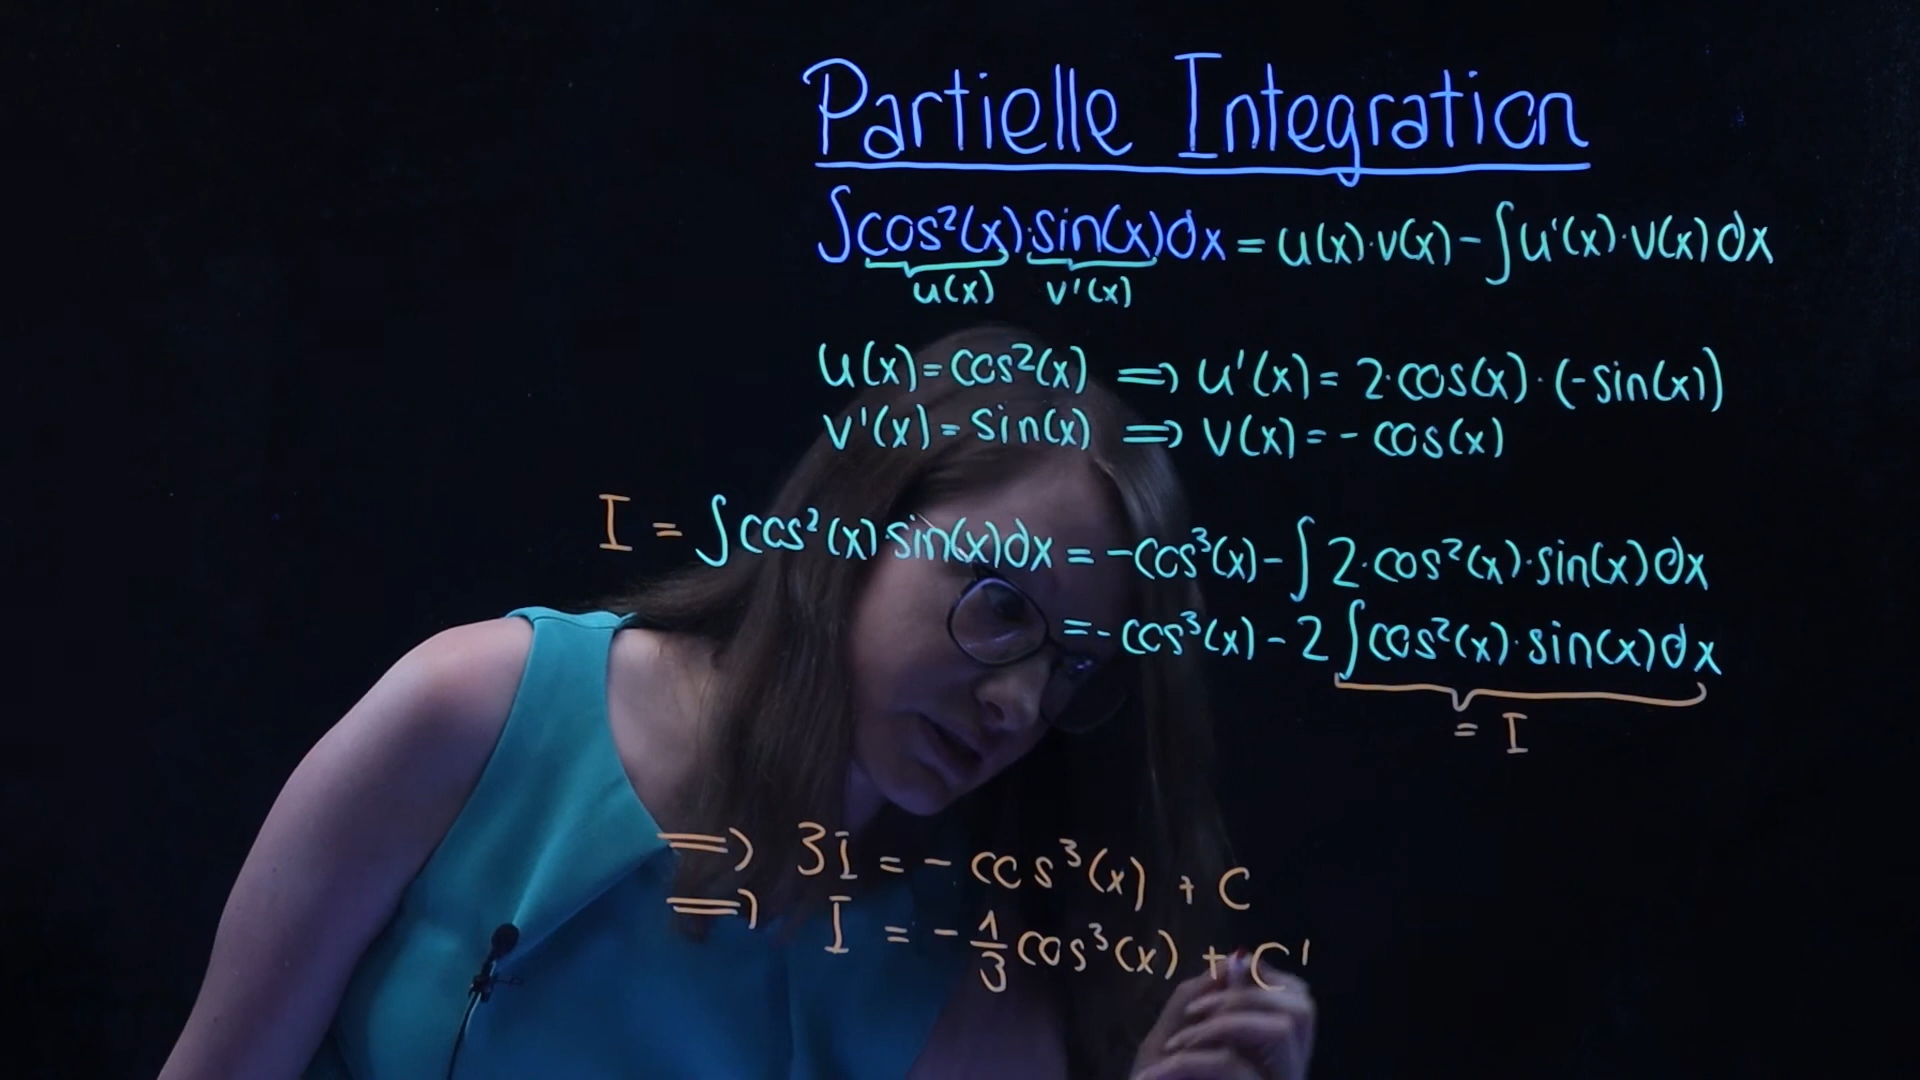 Partielle Integration
∫cos²(x)·sin(x)dx = u(x)·v(x) - ∫u'(x)·v(x)dx
u(x) v'(x)
u(x) = cos²(x) ⟹ u'(x) = 2·cos(x)·(-sin(x))
v'(x) = sin(x) ⟹ v(x) = - cos(x)
I = ∫cos²(x)·sin(x)dx = -cos³(x) - ∫2·cos²(x)·sin(x)dx
= - cos³(x) - 2∫cos²(x)·sin(x)dx
= I
⟹ 3I = - cos³(x) + C
⟹ I = - 1/3 cos³(x) + C'